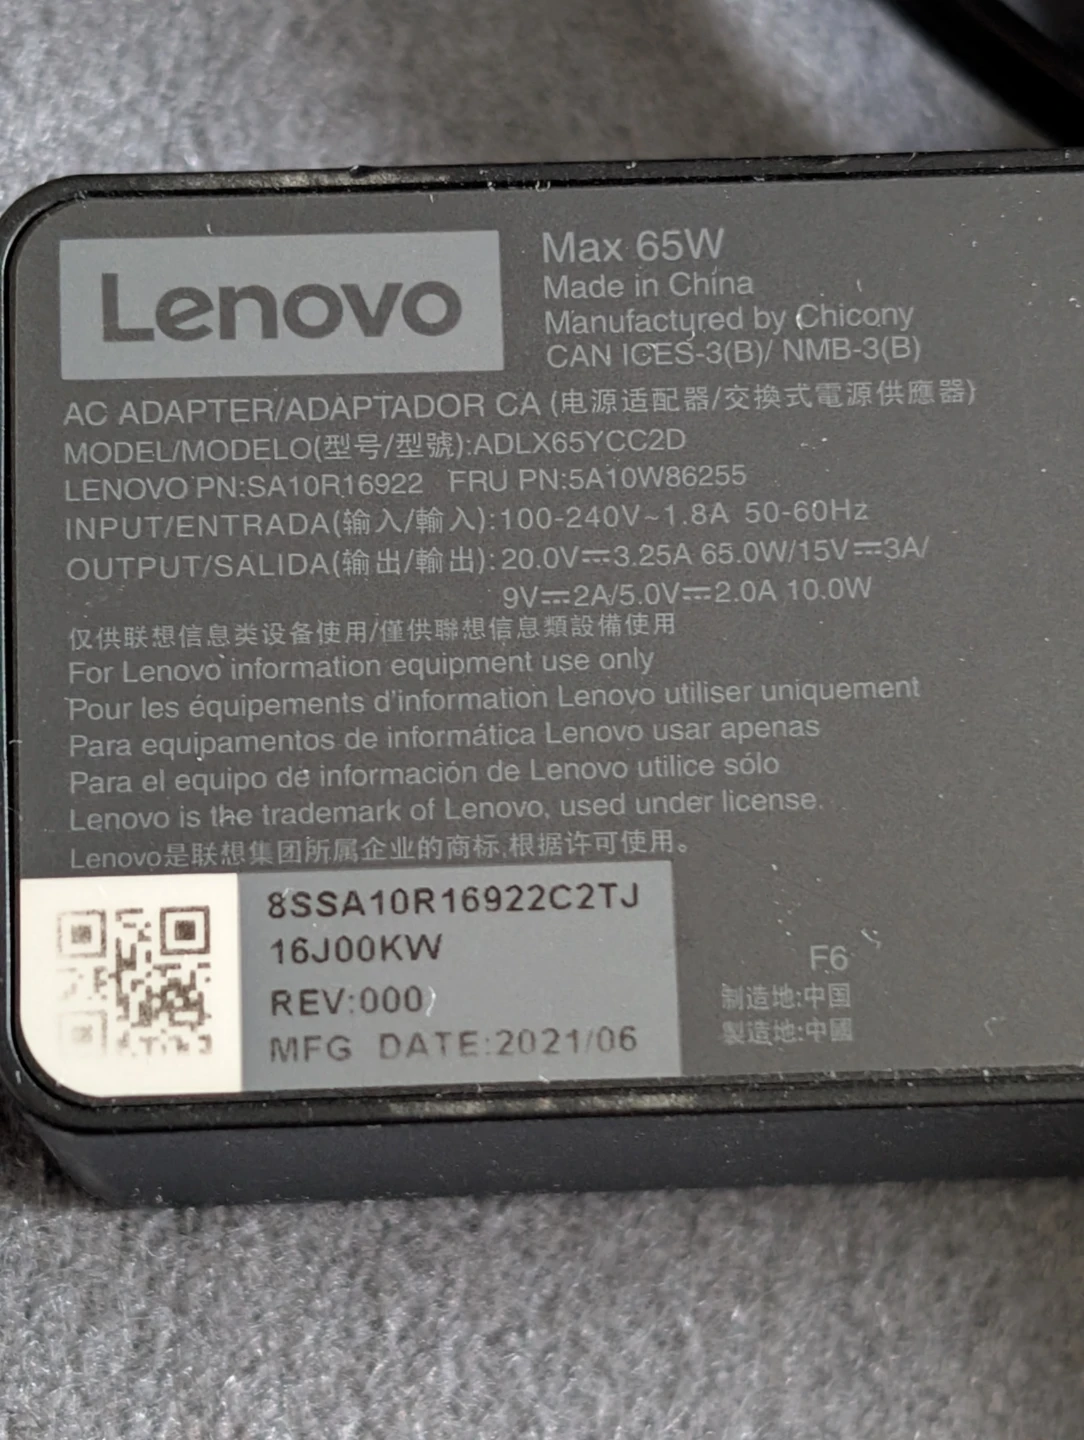 Lenovo
Max 65W
Made in China
Manufactured by Chicony
CAN ICES-3(B)/ NMB-3(B)
AC ADAPTER/ADAPTADOR CA (电源适配器/交換式電源供應器)
MODEL/MODELO(型号/型號):ADLX65YCC2D
LENOVO PN:SA10R16922 FRU PN:5A10W86255
INPUT/ENTRADA(输入/輸入):100-240V~1.8A 50-60Hz
OUTPUT/SALIDA(输出/輸出):20.0V⎓3.25A 65.0W/15V⎓3A/
9V⎓2A/5.0V⎓2.0A 10.0W
仅供联想信息类设备使用/僅供聯想信息類設備使用
For Lenovo information equipment use only
Pour les équipements d'information Lenovo utiliser uniquement
Para equipamentos de informática Lenovo usar apenas
Para el equipo de información de Lenovo utilice sólo
Lenovo is the trademark of Lenovo, used under license.
Lenovo是联想集团所属企业的商标,根据许可使用。
8SSA10R16922C2TJ
16J00KW
REV:000
MFG DATE:2021/06
F6
制造地:中国
製造地:中國